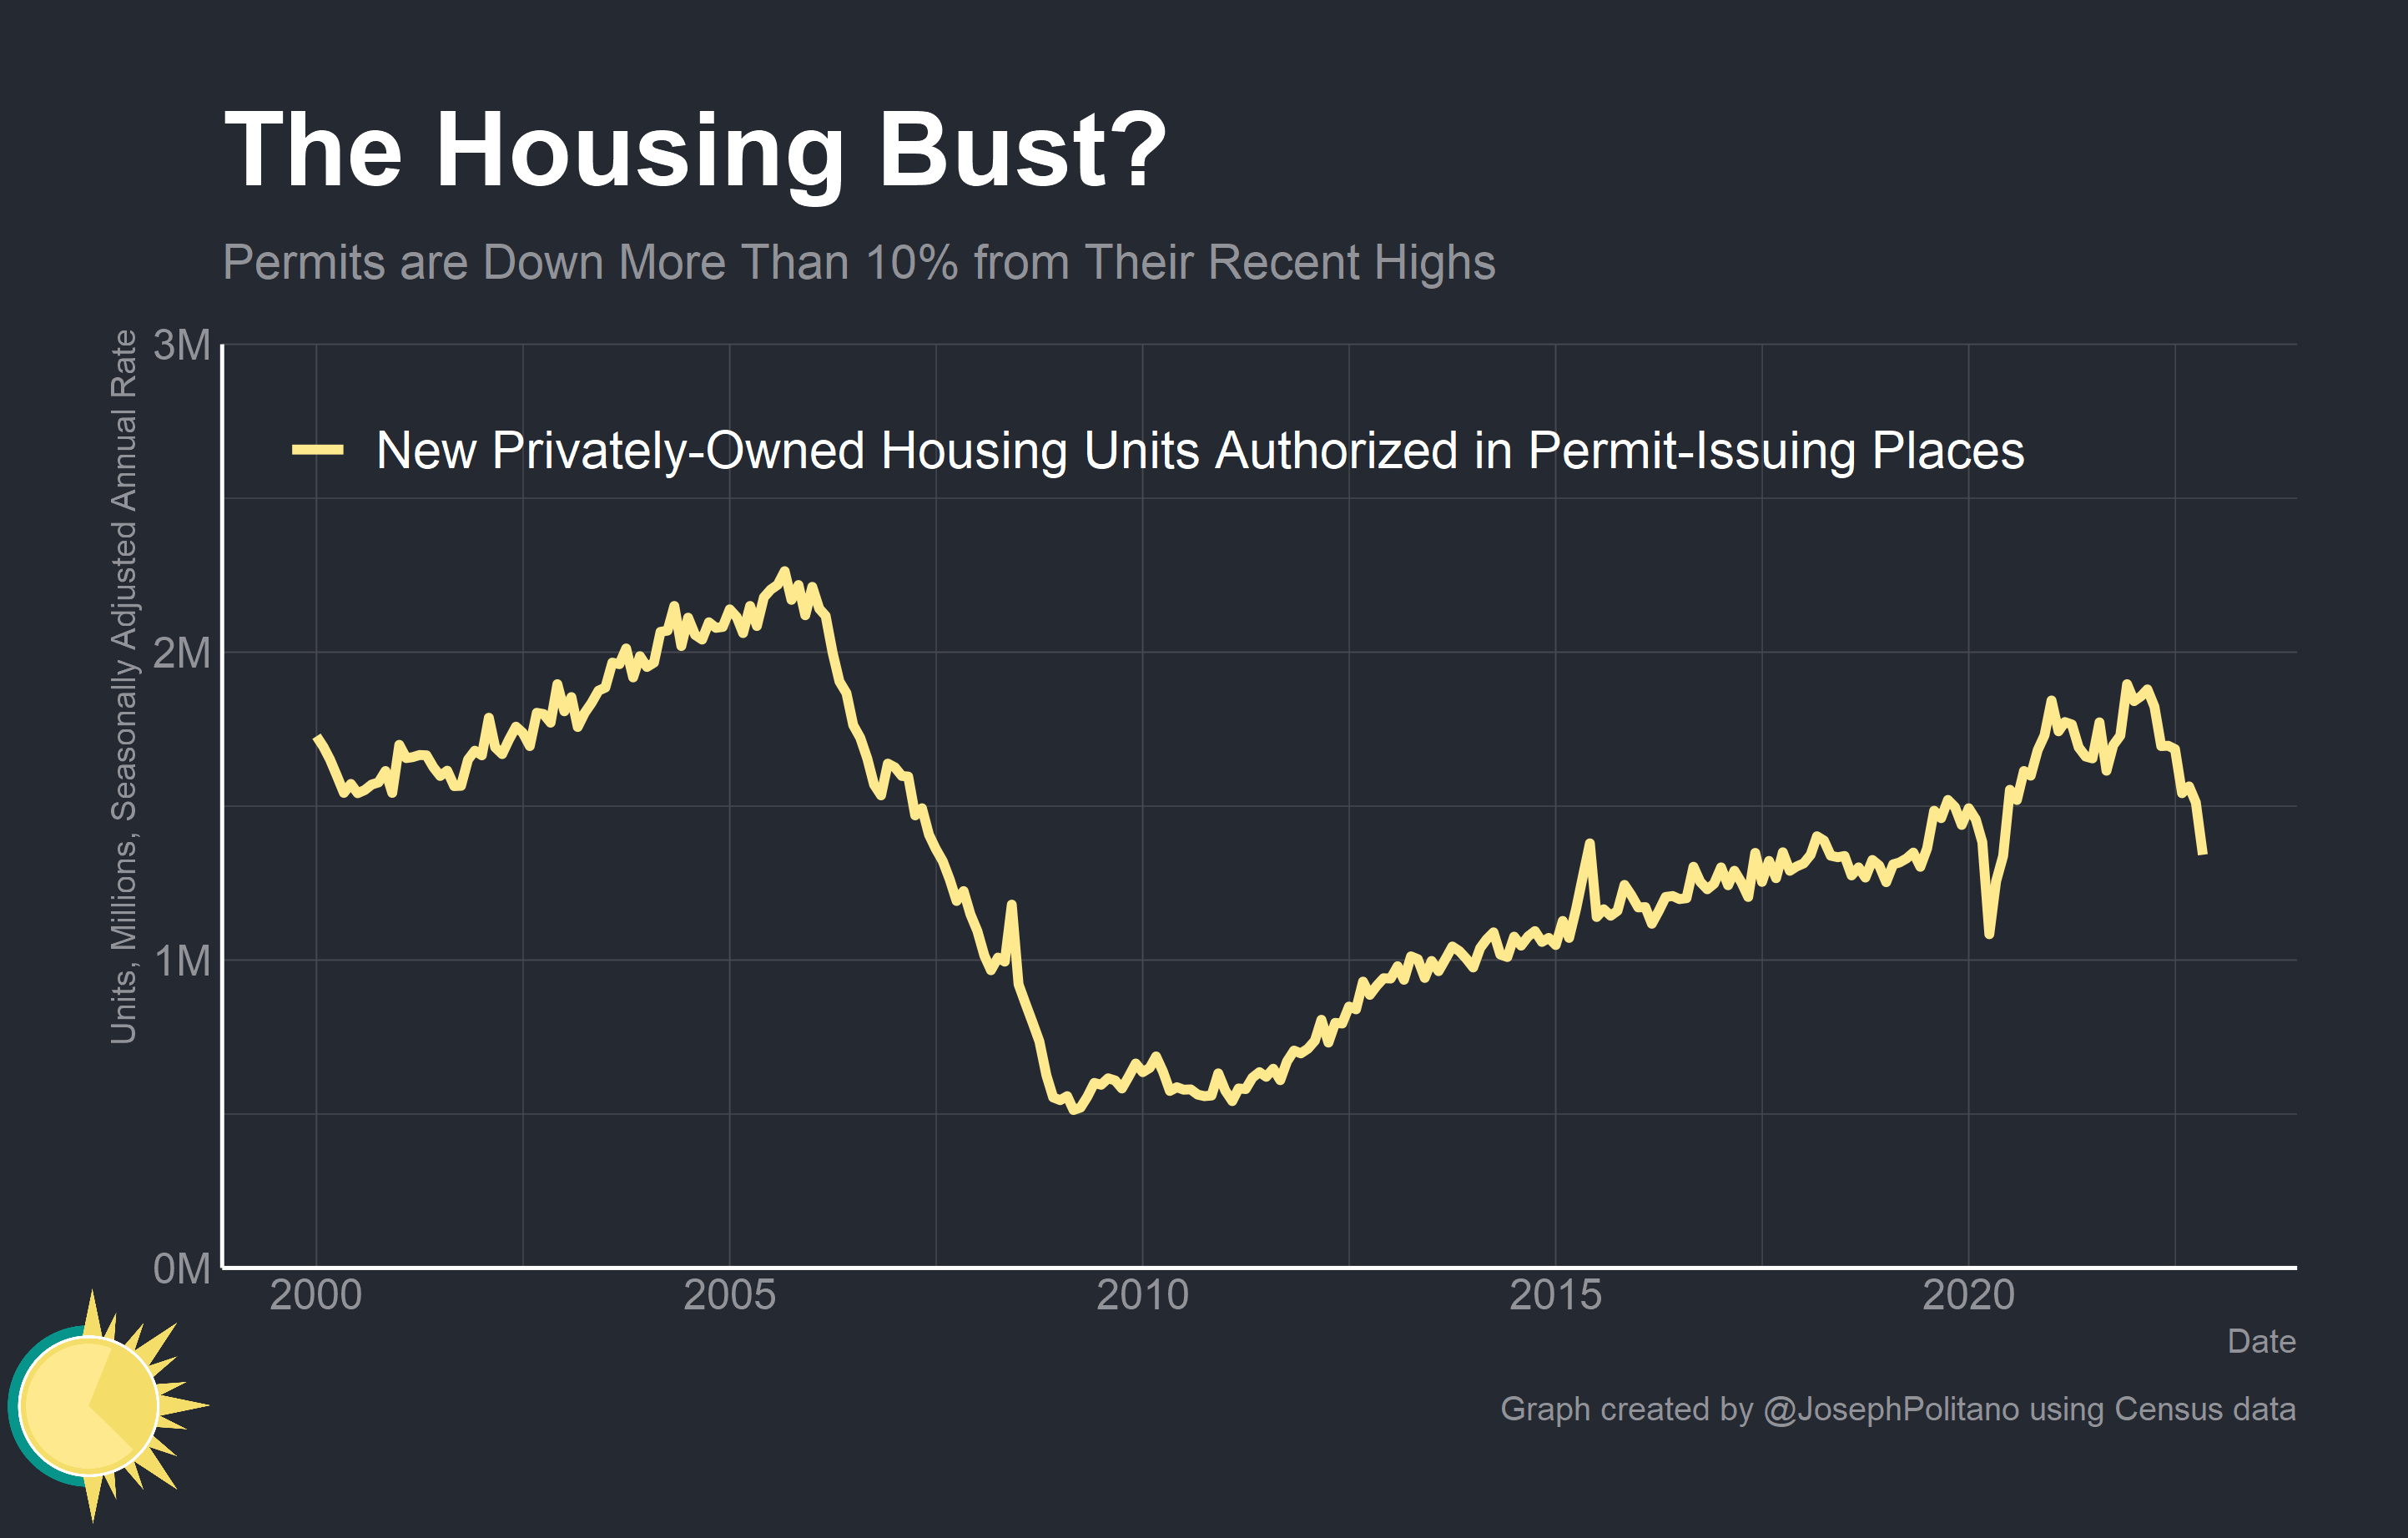 The Housing Bust?
Permits are Down More Than 10% from Their Recent Highs
Units, Millions, Seasonally Adjusted Annual Rate
3M
New Privately-Owned Housing Units Authorized in Permit-Issuing Places
2M
1M
0M
2000 2005 2010 2015 2020
Date
Graph created by @JosephPolitano using Census data